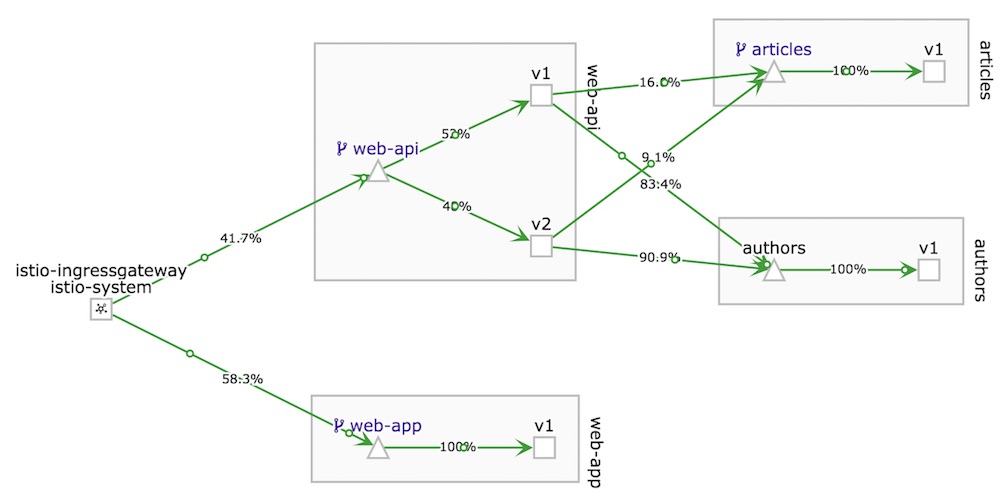 articles
v1
articles
100%
v1
web-api
16.6%
52%
web-api
9.1%
83.4%
41.7%
v2
90.9%
authors
v1
authors
100%
istio-ingressgateway
istio-system
58.3%
web-app
v1
web-app
100%